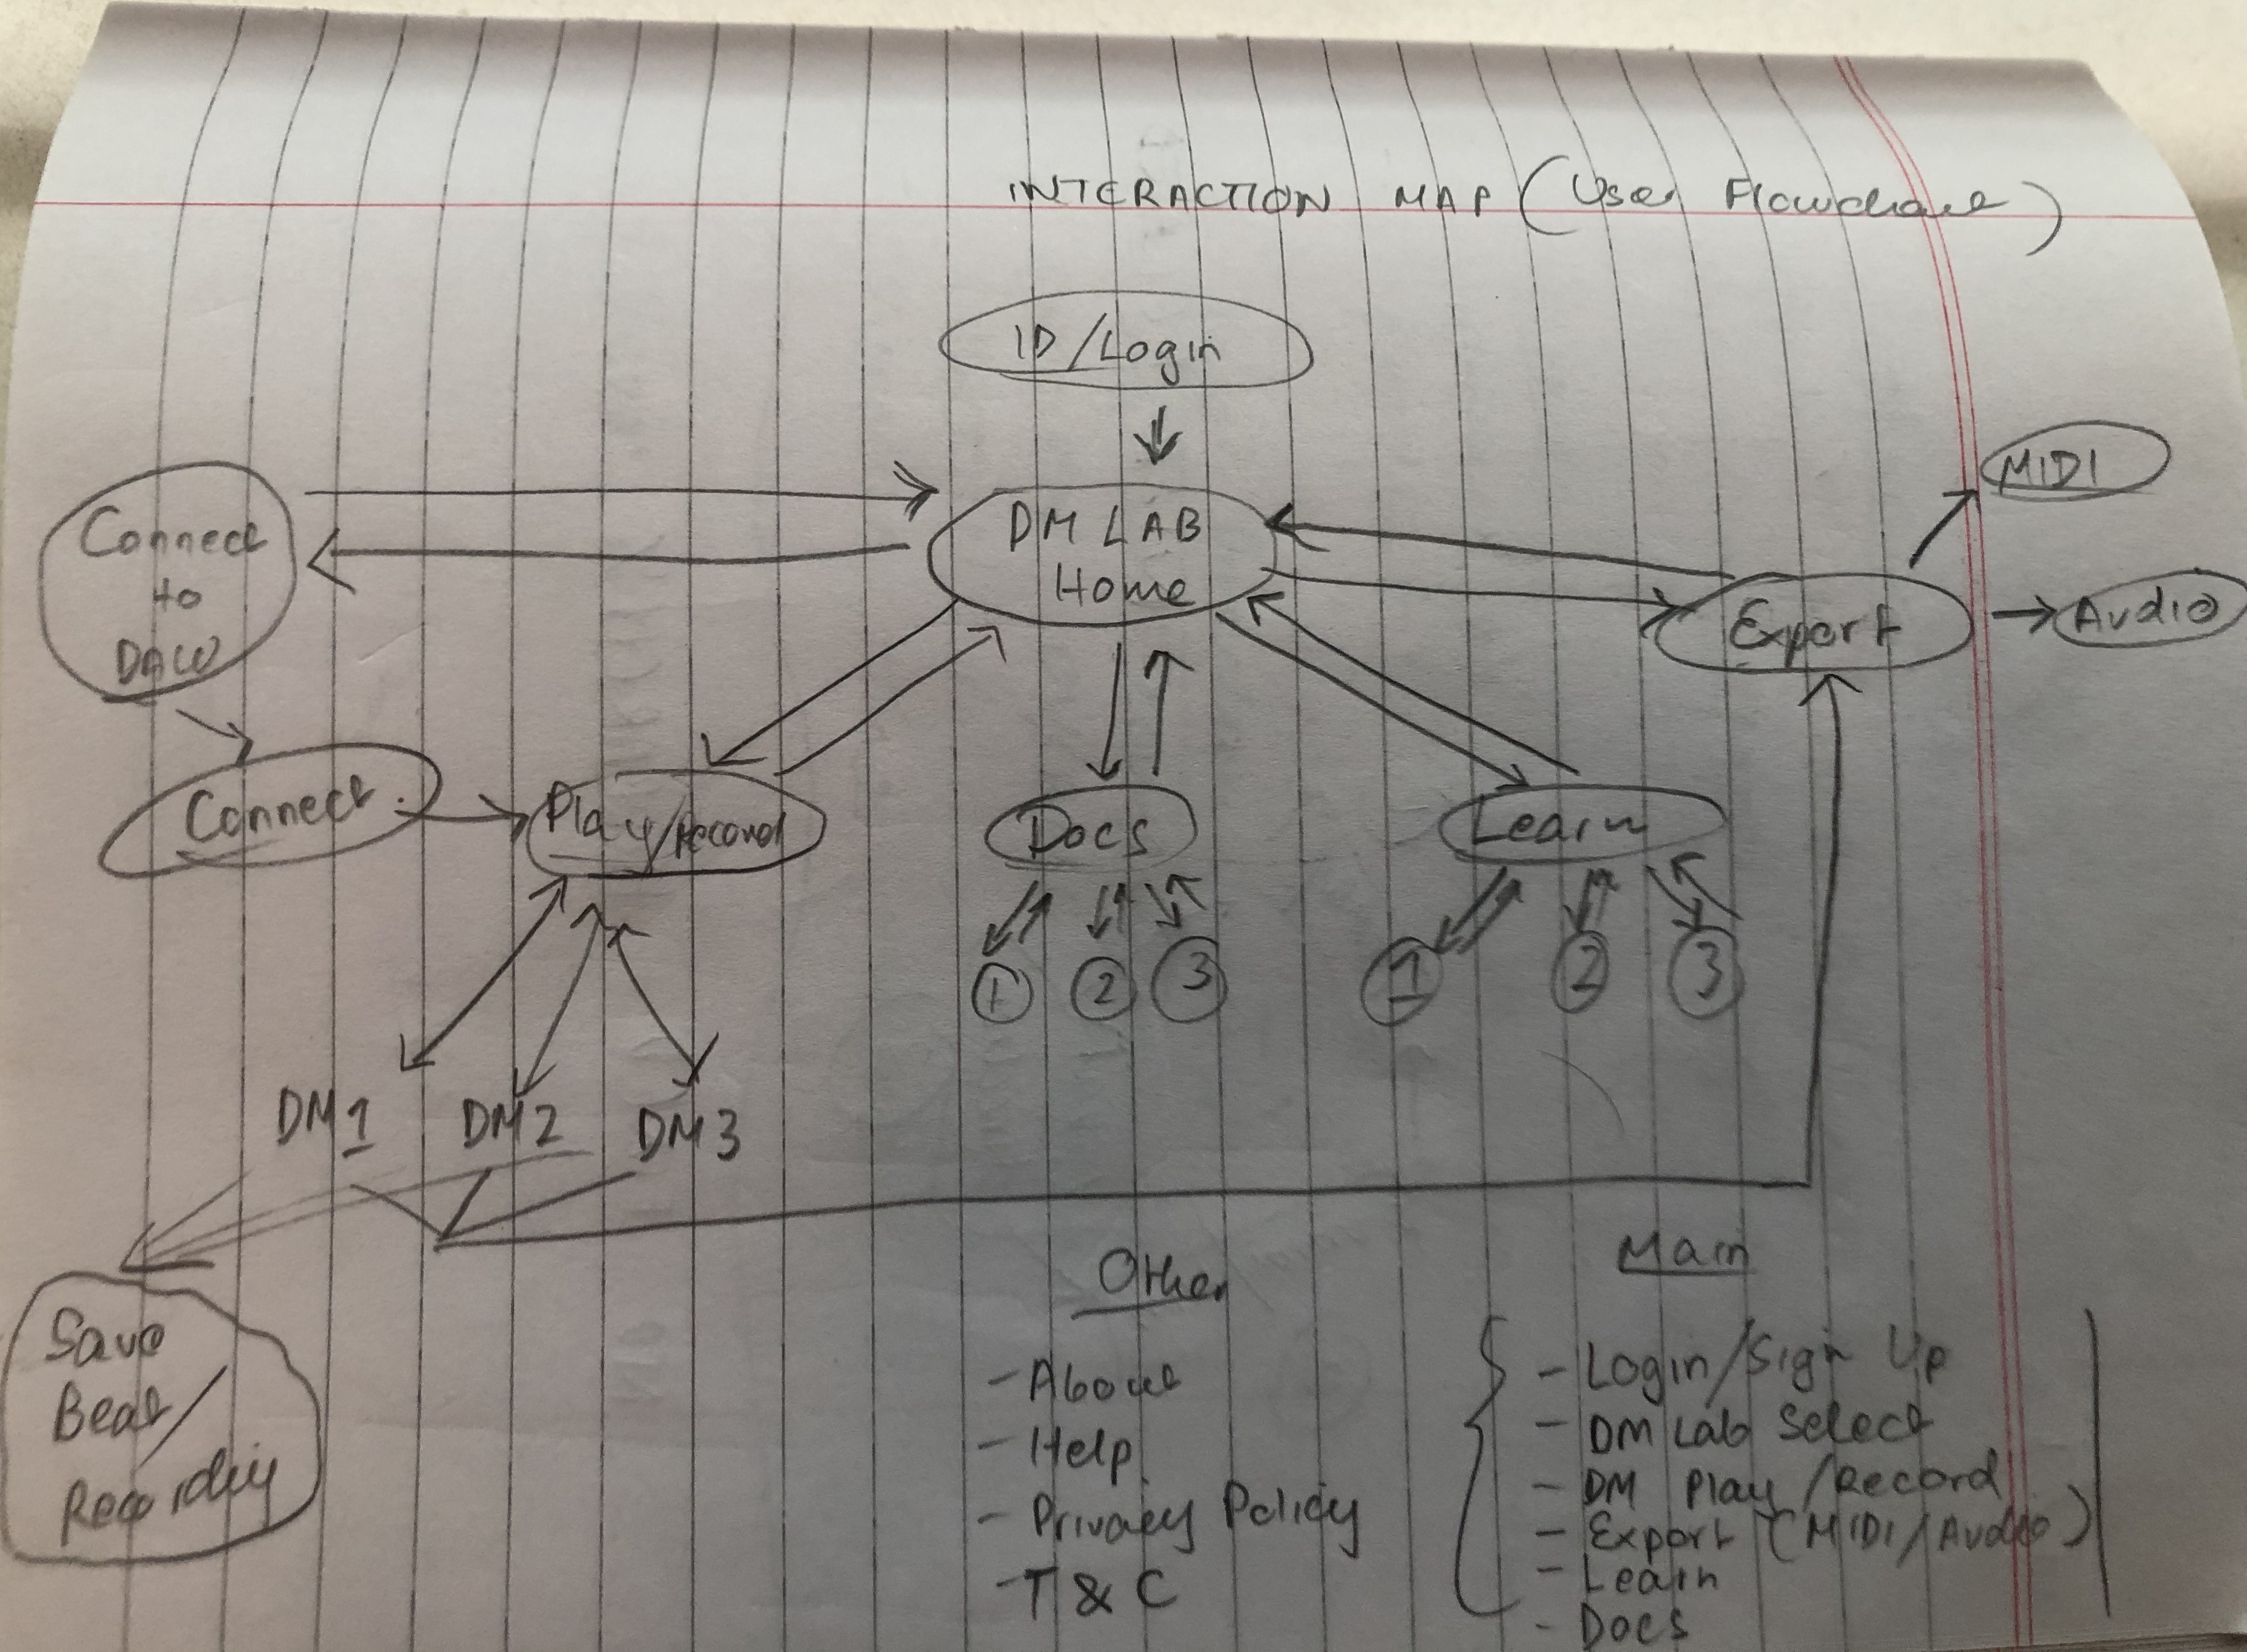 INTERACTION MAP (User Flowchart)
ID/Login
MIDI
Connect
to
DAW
DM LAB
Home
Export
Audio
Connect
Play/record
Docs
Learn
1 2 3
1 2 3
DM1 DM2 DM3
Save
Beat/
Recording
Other
- About
- Help
- Privacy Policy
- T & C
Main
- Login/Sign Up
- DM Lab Select
- DM Play/Record
- Export (MIDI/Audio)
- Learn
- Docs